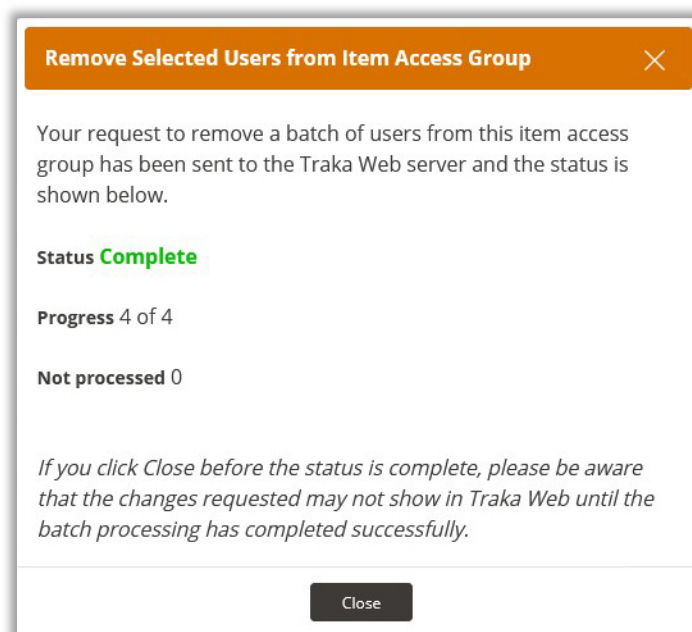 Remove Selected Users from Item Access Group
Your request to remove a batch of users from this item access
group has been sent to the Traka Web server and the status is
shown below.
Status Complete
Progress 4 of 4
Not processed 0
If you click Close before the status is complete, please be aware
that the changes requested may not show in Traka Web until the
batch processing has completed successfully.
Close